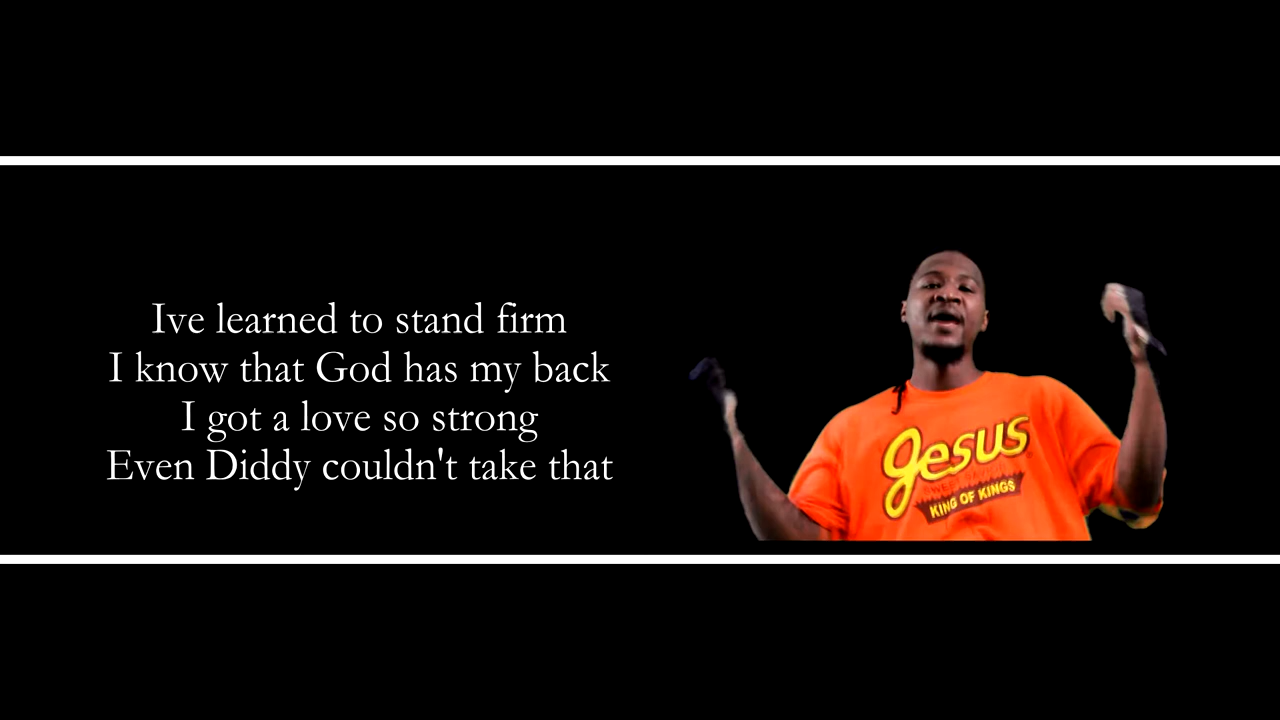 Ive learned to stand firm
I know that God has my back
I got a love so strong
Even Diddy couldn't take that
Jesus
KING OF KINGS